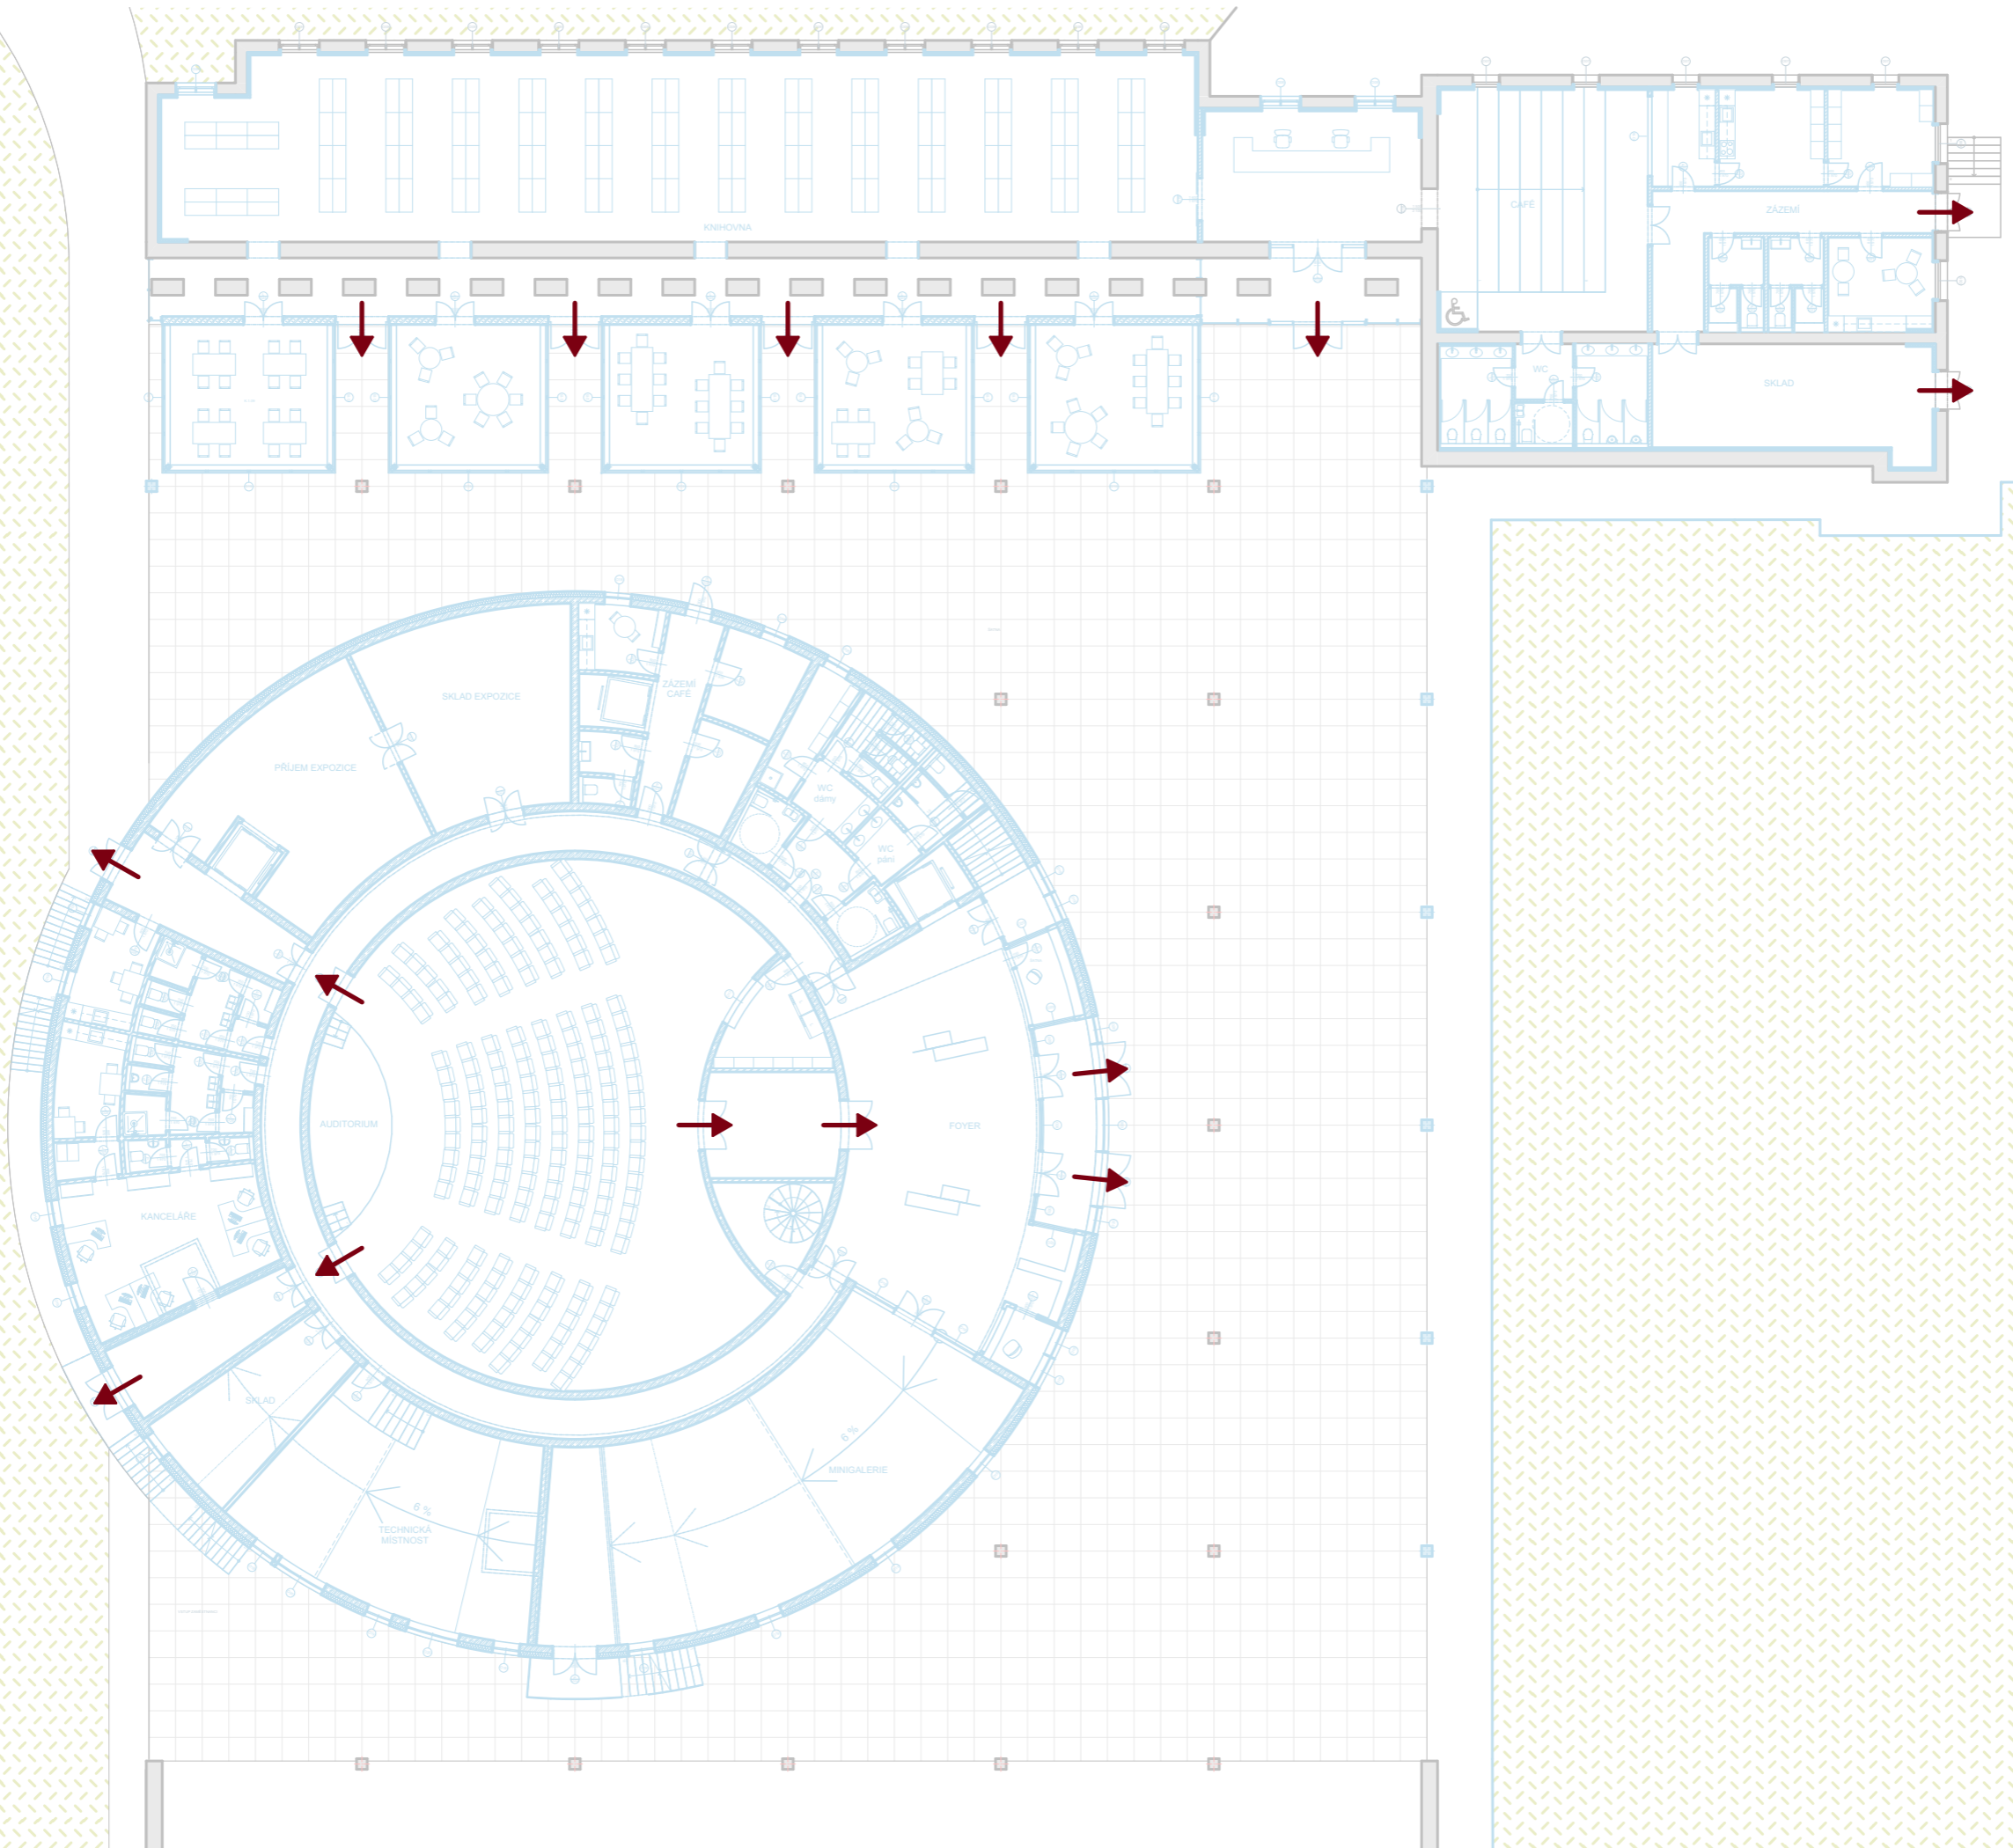 KNIHOVNA
CAFÉ
ZÁZEMÍ
WC
SKLAD
SKLAD EXPOZICE
ZÁZEMÍ
CAFÉ
PŘÍJEM EXPOZICE
WC
dámy
WC
páni
AUDITORIUM
FOYER
KANCELÁŘE
SKLAD
6 %
MINIGALERIE
6 %
TECHNICKÁ
MÍSTNOST